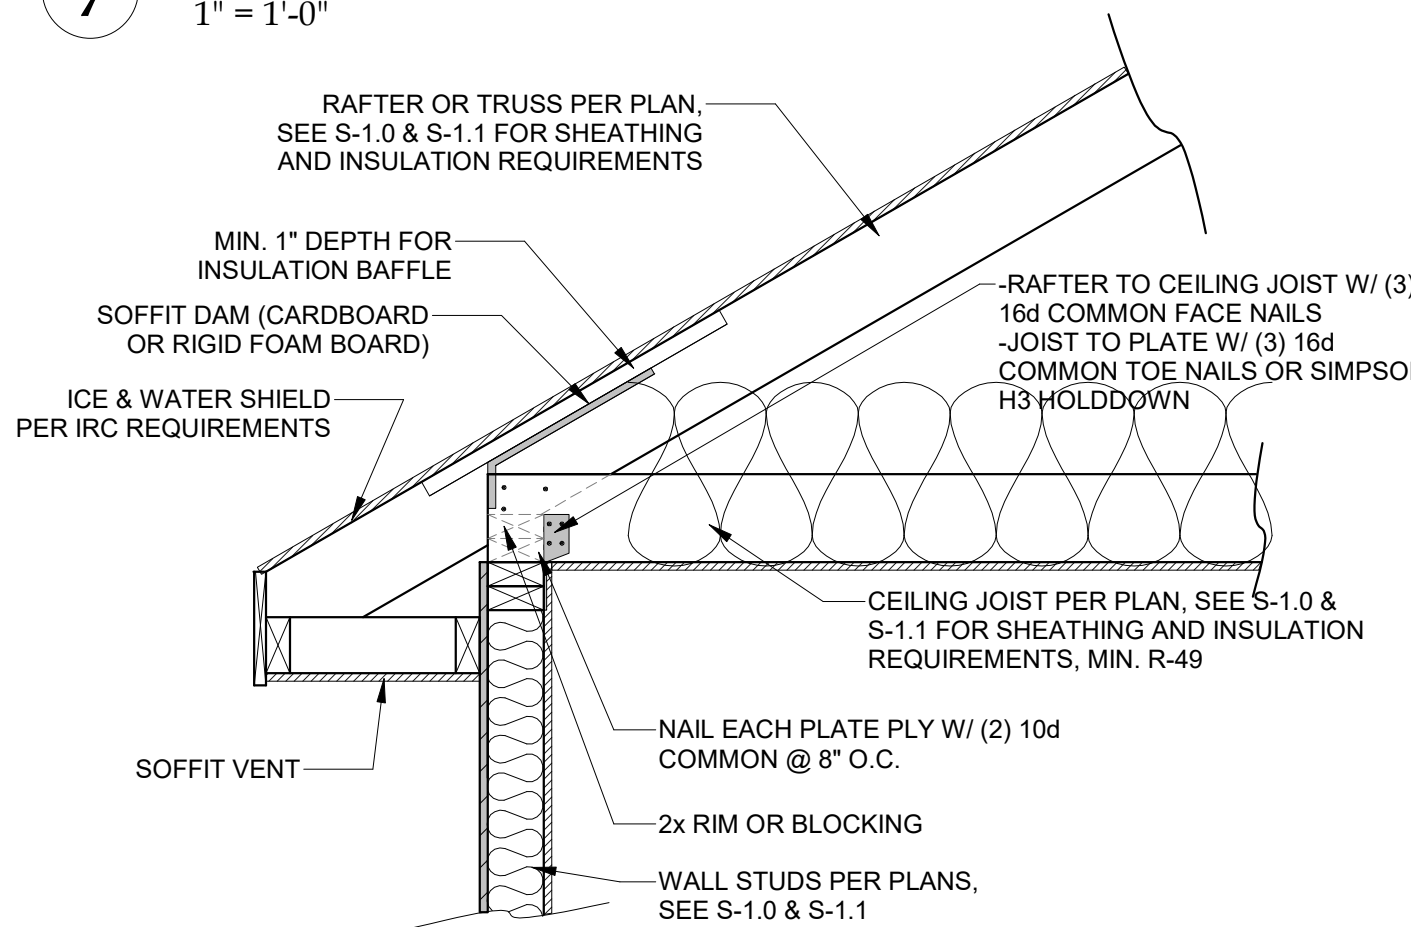 7
1" = 1'-0"
RAFTER OR TRUSS PER PLAN,
SEE S-1.0 & S-1.1 FOR SHEATHING
AND INSULATION REQUIREMENTS
MIN. 1" DEPTH FOR
INSULATION BAFFLE
SOFFIT DAM (CARDBOARD
OR RIGID FOAM BOARD)
ICE & WATER SHIELD
PER IRC REQUIREMENTS
-RAFTER TO CEILING JOIST W/ (3)
16d COMMON FACE NAILS
-JOIST TO PLATE W/ (3) 16d
COMMON TOE NAILS OR
H3 HOLDDOWN
CEILING JOIST PER PLAN, SEE S-1.0 &
S-1.1 FOR SHEATHING AND INSULATION
REQUIREMENTS, MIN. R-49
NAIL EACH PLATE PLY W/ (2) 10d
COMMON @ 8" O.C.
SOFFIT VENT
2x RIM OR BLOCKING
WALL STUDS PER PLANS,
SEE S-1.0 & S-1.1